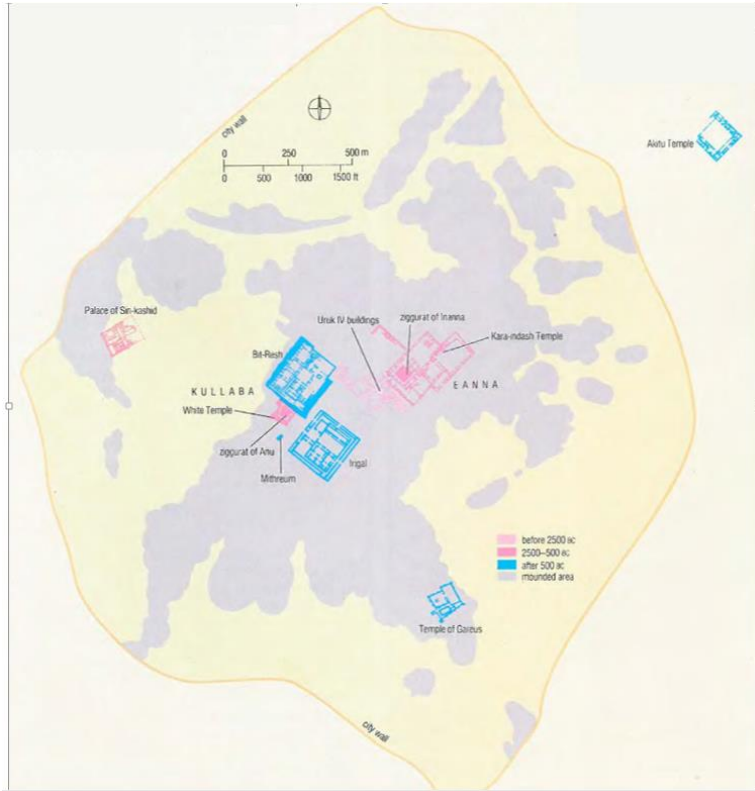 city wall
0 250 500 m
0 500 1000 1500 ft
Akitu Temple
Palace of Sin-kashid
Uruk IV buildings
ziggurat of Inanna
Kara-indash Temple
Bit-Resh
KULLABA
EANNA
White Temple
ziggurat of Anu
Irigal
Mithreum
before 2500 BC
2500–500 BC
after 500 BC
mounded area
Temple of Gareus
city wall